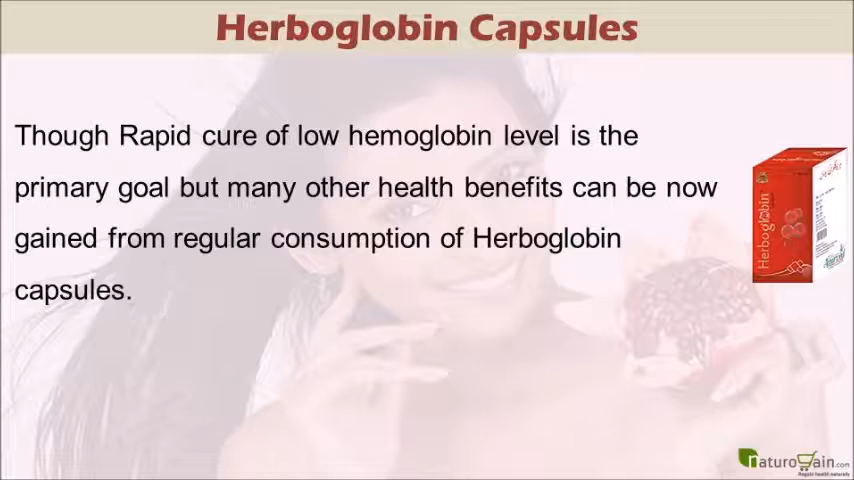 Herboglobin Capsules
Though Rapid cure of low hemoglobin level is the
primary goal but many other health benefits can be now
gained from regular consumption of Herboglobin
capsules.
Herboglobin
naturogain.com